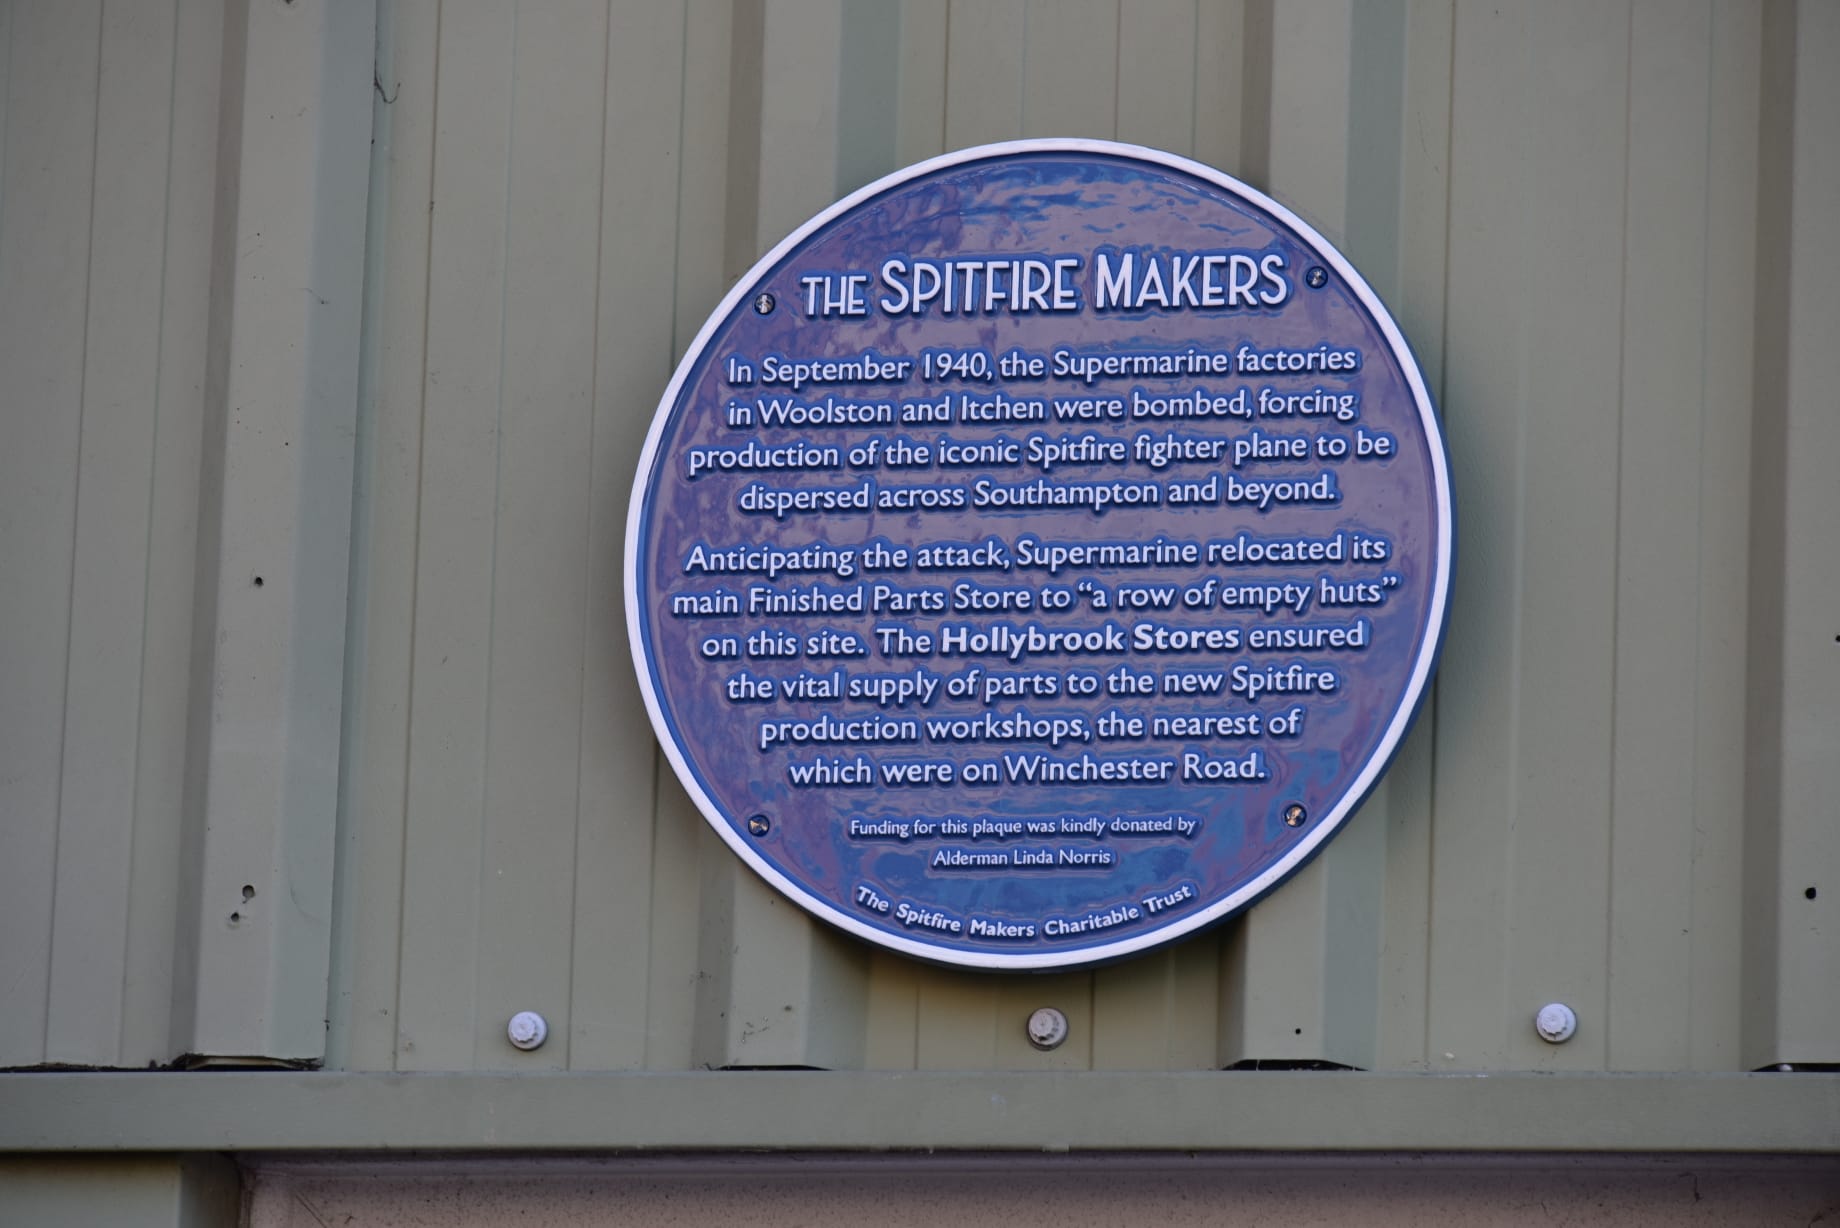 THE SPITFIRE MAKERS
In September 1940, the Supermarine factories
in Woolston and Itchen were bombed, forcing
production of the iconic Spitfire fighter plane to be
dispersed across Southampton and beyond.
Anticipating the attack, Supermarine relocated its
main Finished Parts Store to “a row of empty huts”
on this site. The Hollybrook Stores ensured
the vital supply of parts to the new Spitfire
production workshops, the nearest of
which were on Winchester Road.
Funding for this plaque was kindly donated by
Alderman Linda Norris
The Spitfire Makers Charitable Trust